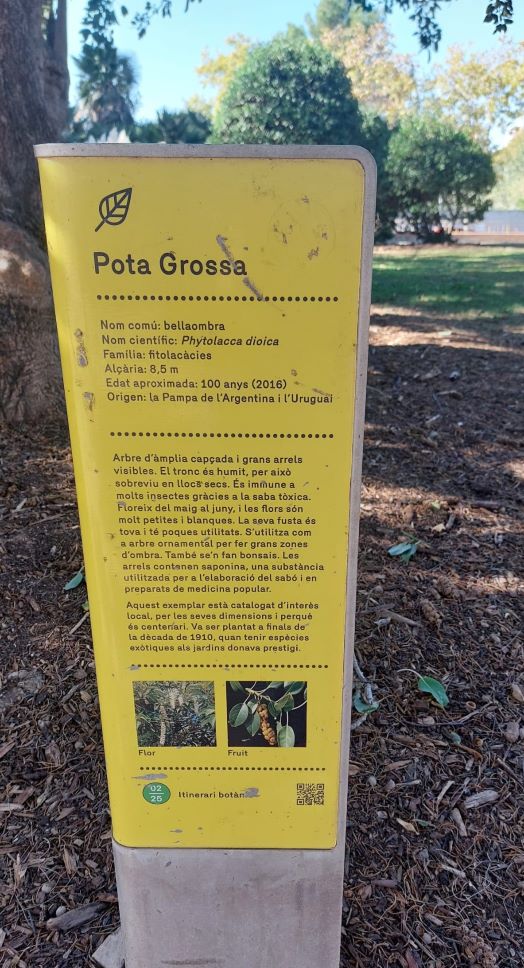 Pota Grossa
Nom comú: bellaombra
Nom científic: Phytolacca dioica
Família: fitolacàcies
Alçària: 8,5 m
Edat aproximada: 100 anys (2016)
Origen: la Pampa de l'Argentina i l'Uruguai
Arbre d'àmplia capçada i grans arrels
visibles. El tronc és humit, per això
sobreviu en llocs secs. És immune a
molts insectes gràcies a la saba tòxica.
Floreix del maig al juny, i les flors són
molt petites i blanques. La seva fusta és
tova i té poques utilitats. S'utilitza com
a arbre ornamental per fer grans zones
d'ombra. També se'n fan bonsais. Les
arrels contenen saponina, una substància
utilitzada per a l'elaboració del sabó i en
preparats de medicina popular.
Aquest exemplar està catalogat d'interès
local, per les seves dimensions i perquè
és centenari. Va ser plantat a finals de
la dècada de 1910, quan tenir espècies
exòtiques als jardins donava prestigi.
Flor Fruit
02
25
Itinerari